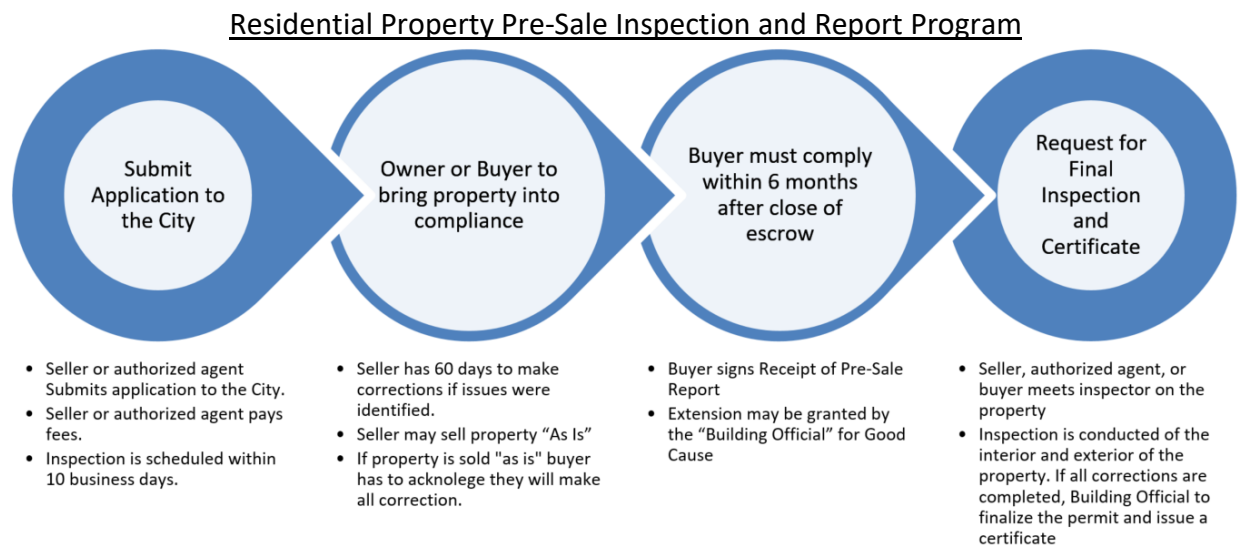 Residential Property Pre-Sale Inspection and Report Program
Submit
Application to
the City
Owner or Buyer to
bring property into
compliance
Buyer must comply
within 6 months
after close of
escrow
Request for
Final
Inspection
and
Certificate
• Seller or authorized agent
Submits application to the City.
• Seller or authorized agent pays
fees.
• Inspection is scheduled within
10 business days.
• Seller has 60 days to make
corrections if issues were
identified.
• Seller may sell property “As Is”
• If property is sold "as is" buyer
has to acknolege they will make
all correction.
• Buyer signs Receipt of Pre-Sale
Report
• Extension may be granted by
the “Building Official” for Good
Cause
• Seller, authorized agent, or
buyer meets inspector on the
property
• Inspection is conducted of the
interior and exterior of the
property. If all corrections are
completed, Building Official to
finalize the permit and issue a
certificate